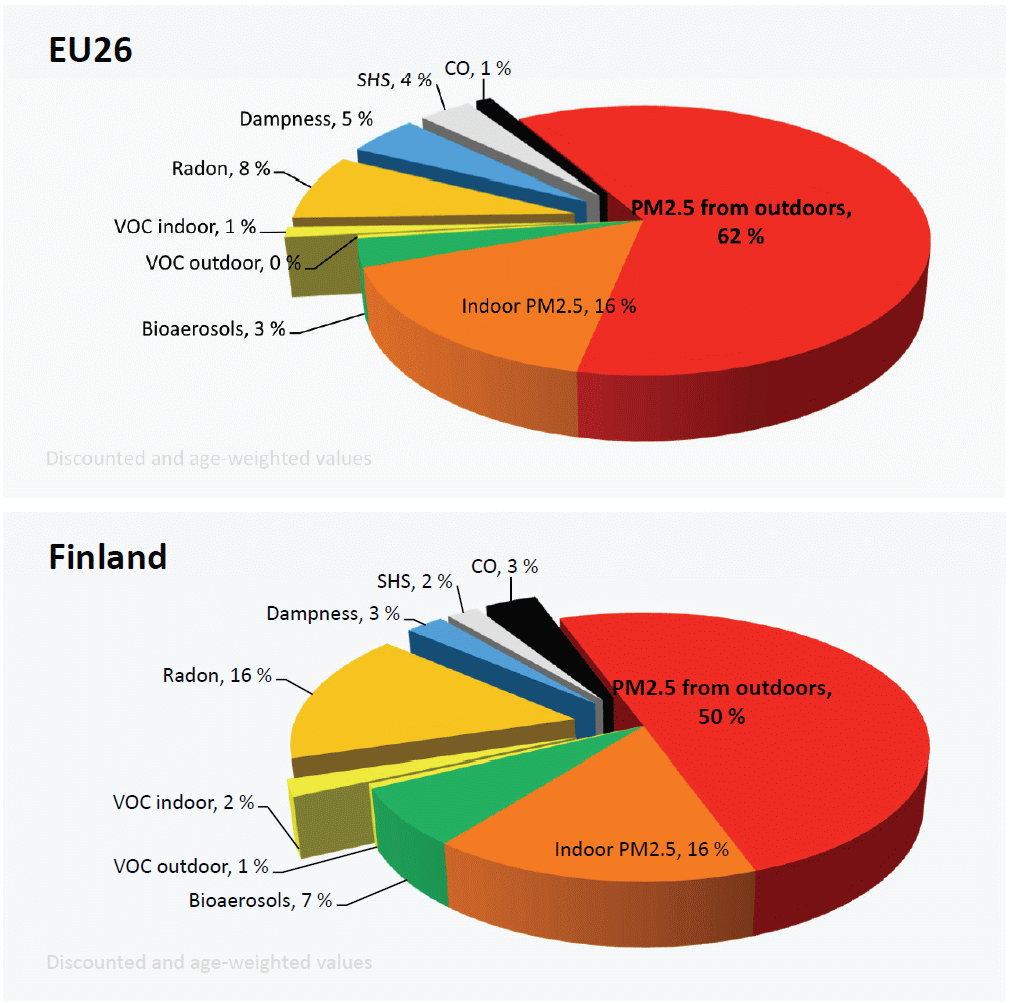 EU26
CO, 1 %
SHS, 4 %
Dampness, 5 %
Radon, 8 %
VOC indoor, 1 %
VOC outdoor, 0 %
Bioaerosols, 3 %
PM2.5 from outdoors,
62 %
Indoor PM2.5, 16 %
Discounted and age-weighted values
Finland
CO, 3 %
SHS, 2 %
Dampness, 3 %
Radon, 16 %
PM2.5 from outdoors,
50 %
VOC indoor, 2 %
Indoor PM2.5, 16 %
VOC outdoor, 1 %
Bioaerosols, 7 %
Discounted and age-weighted values